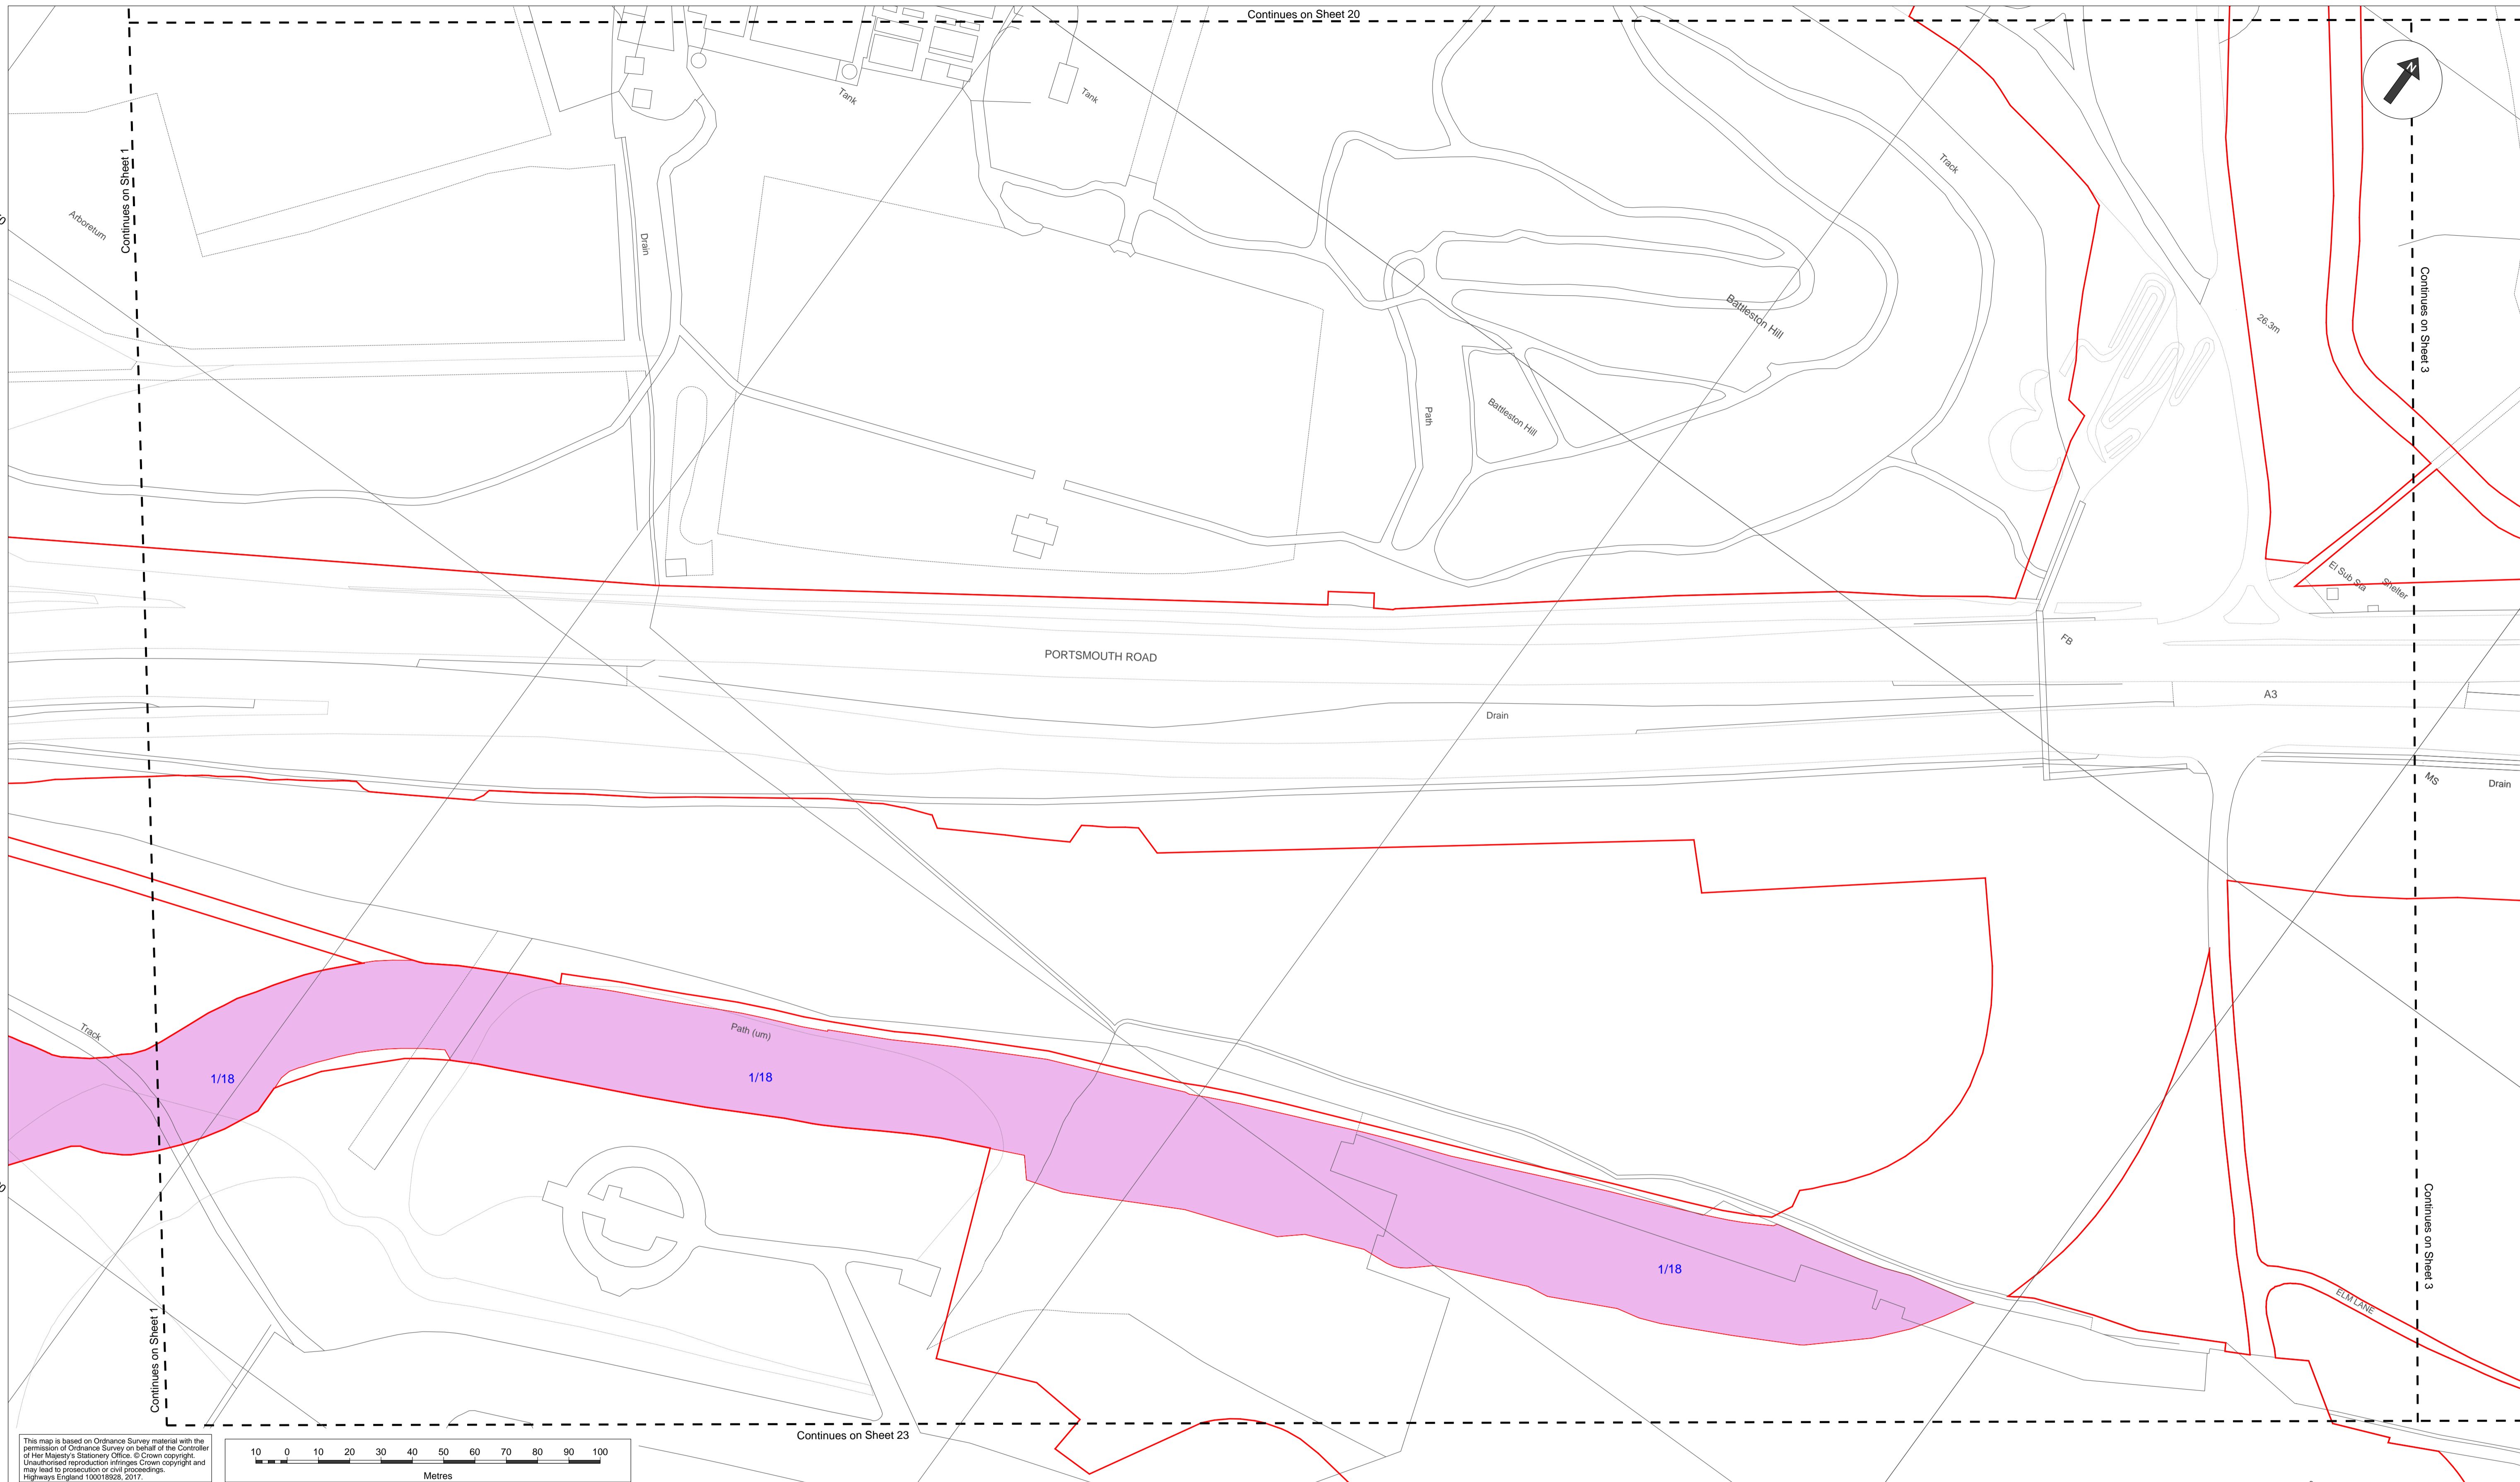 Continues on Sheet 20
N
Continues on Sheet 1
Tank
Tank
Track
Arboretum
Drain
Continues on Sheet 3
Battleston Hill
26.3m
Path
Battleston Hill
El Sub Sta
Shelter
FB
PORTSMOUTH ROAD
A3
Drain
MS
Drain
Track
Path (um)
1/18
1/18
1/18
Continues on Sheet 3
ELM LANE
Continues on Sheet 1
Continues on Sheet 23
This map is based on Ordnance Survey material with the
permission of Ordnance Survey on behalf of the Controller
of Her Majesty's Stationery Office. © Crown copyright.
Unauthorised reproduction infringes Crown copyright and
may lead to prosecution or civil proceedings.
Highways England 100018928, 2017.
10 0 10 20 30 40 50 60 70 80 90 100
Metres